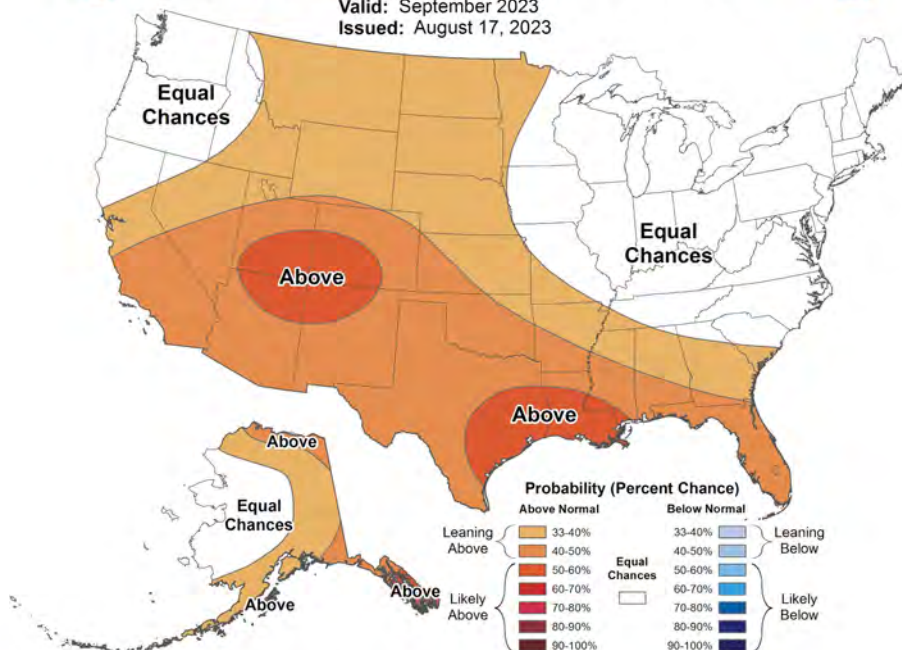 Valid: September 2023
Issued: August 17, 2023
Equal
Chances
Equal
Chances
Above
Above
Above
Equal
Chances
Above
Above
Probability (Percent Chance)
Above Normal
Below Normal
Leaning
Above
33-40%
40-50%
50-60%
60-70%
70-80%
80-90%
90-100%
Likely
Above
Equal
Chances
33-40%
40-50%
50-60%
60-70%
70-80%
80-90%
90-100%
Leaning
Below
Likely
Below